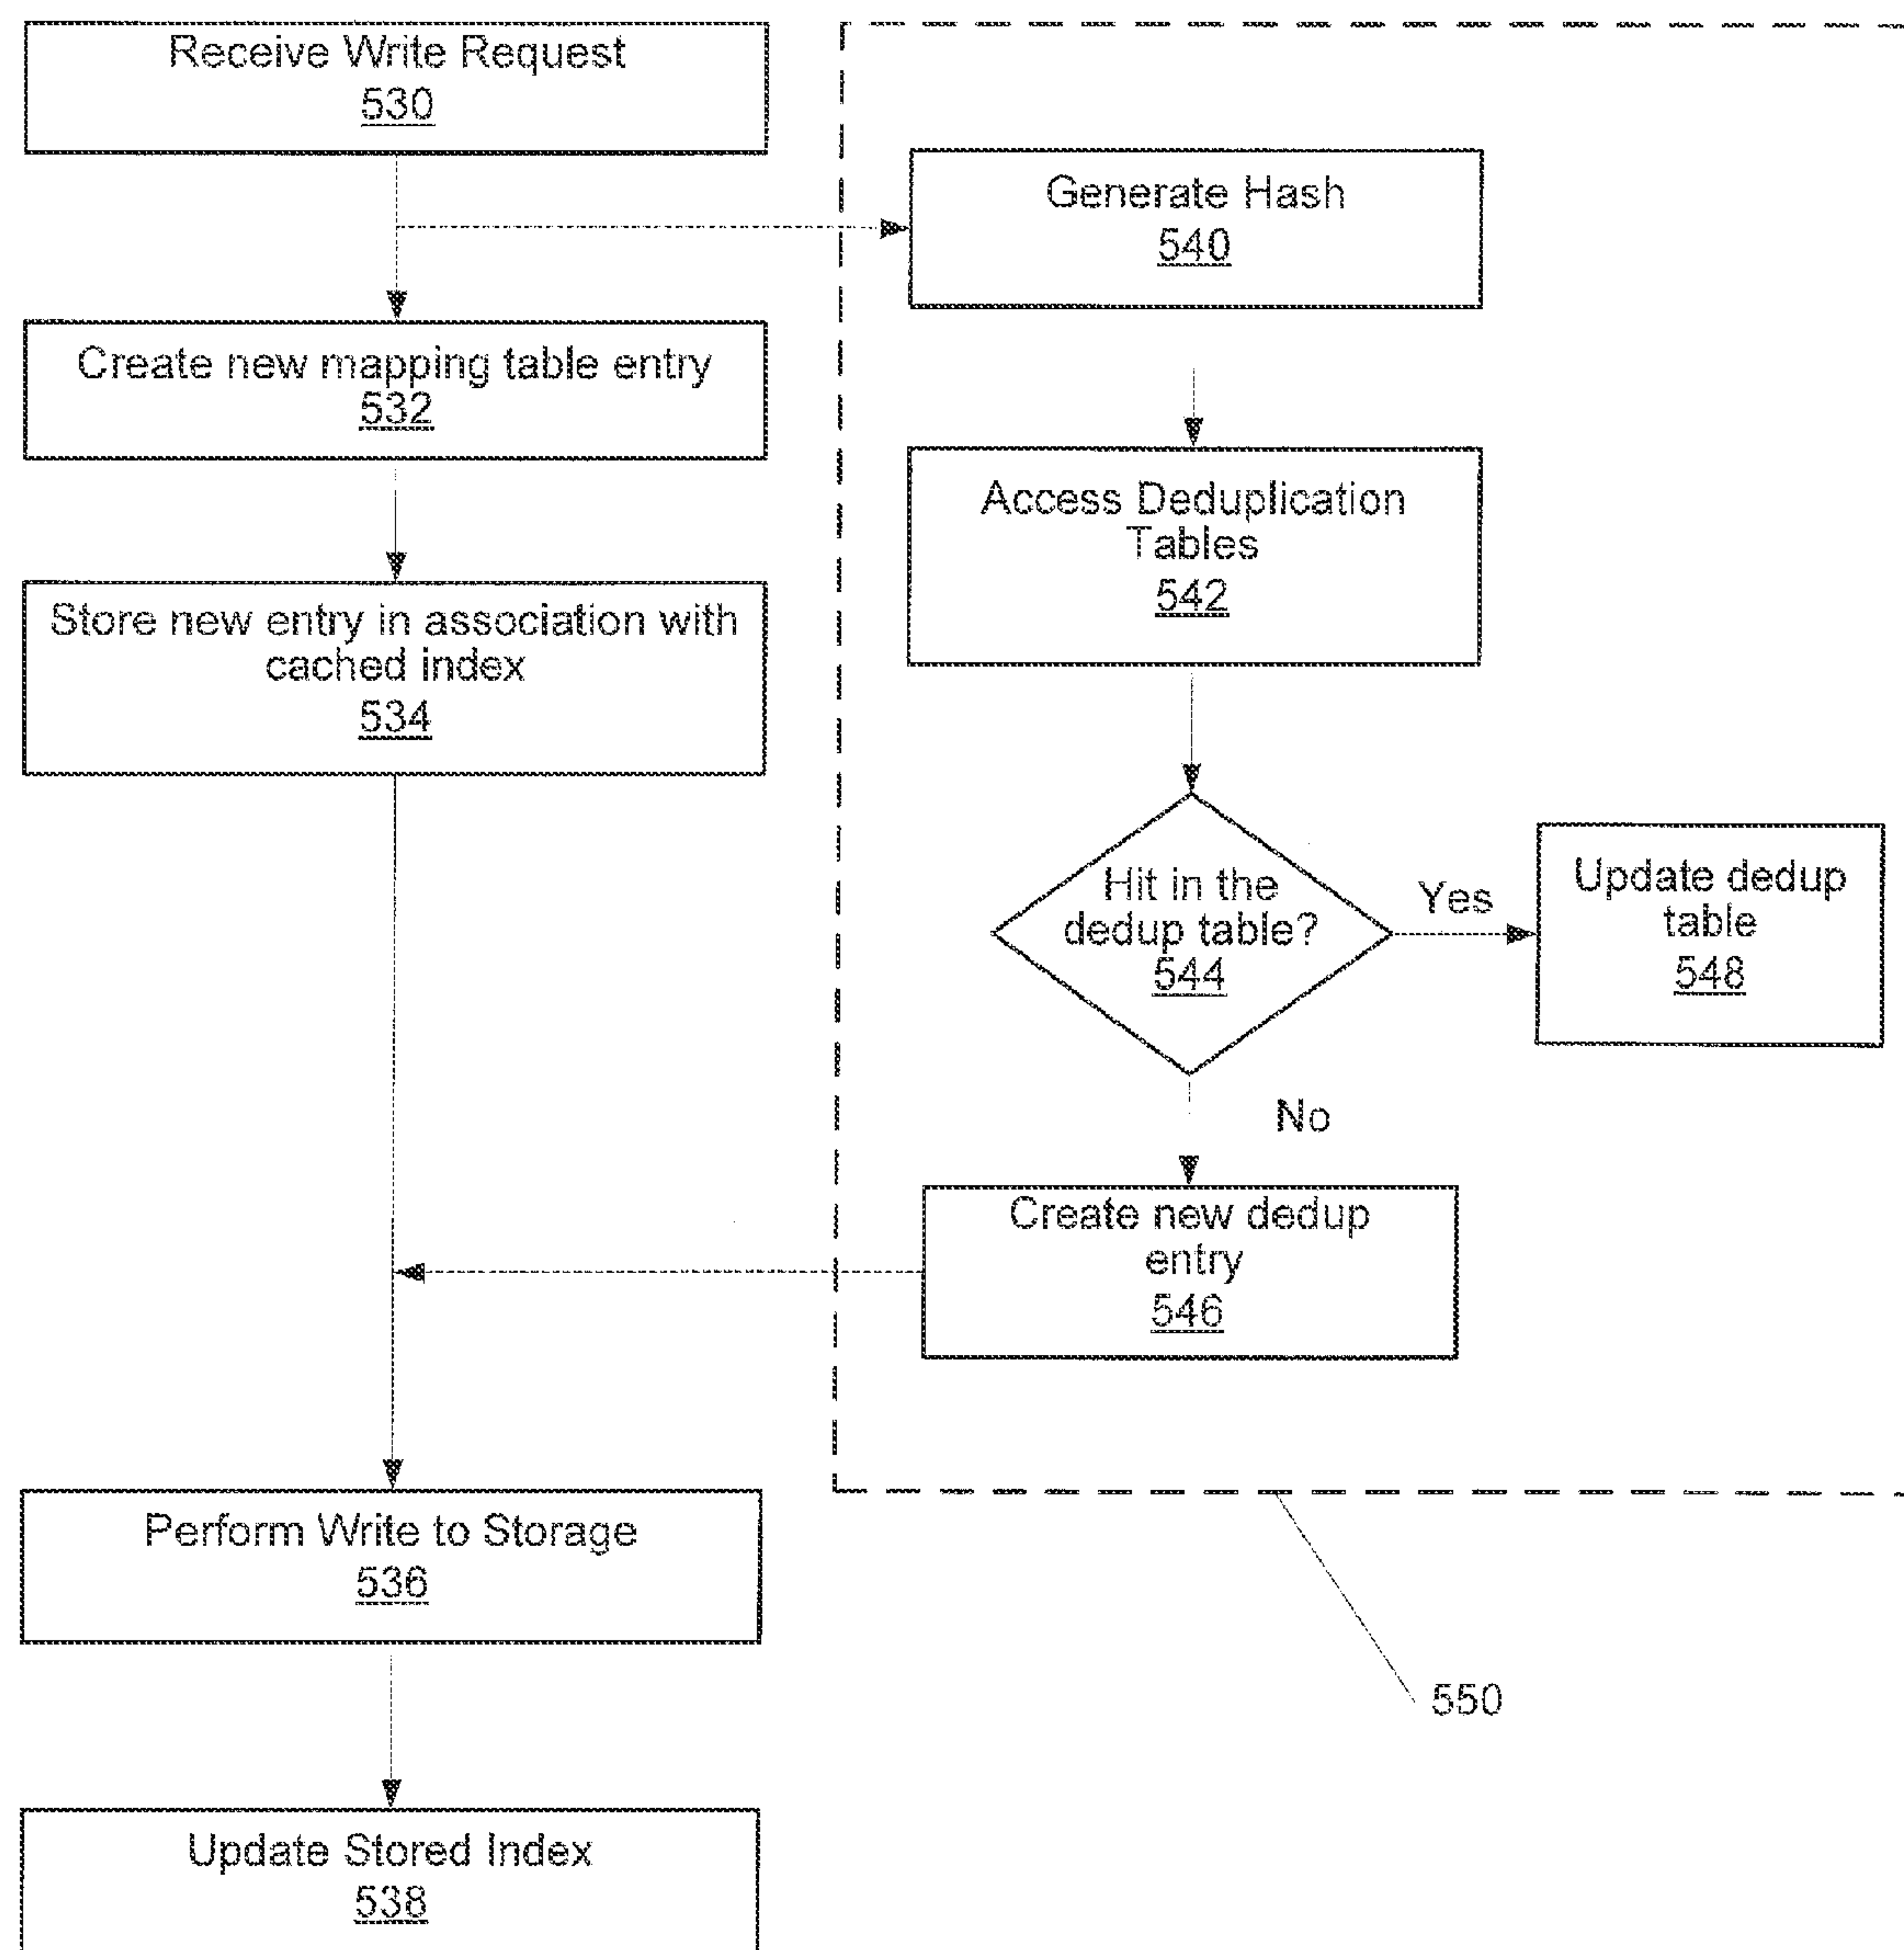 Receive Write Request
530
Create new mapping table entry
532
Store new entry in association with
cached index
534
Perform Write to Storage
536
Update Stored Index
538
Generate Hash
540
Access Deduplication
Tables
542
Hit in the
dedup table?
544
Yes
Update dedup
table
548
No
Create new dedup
entry
546
550